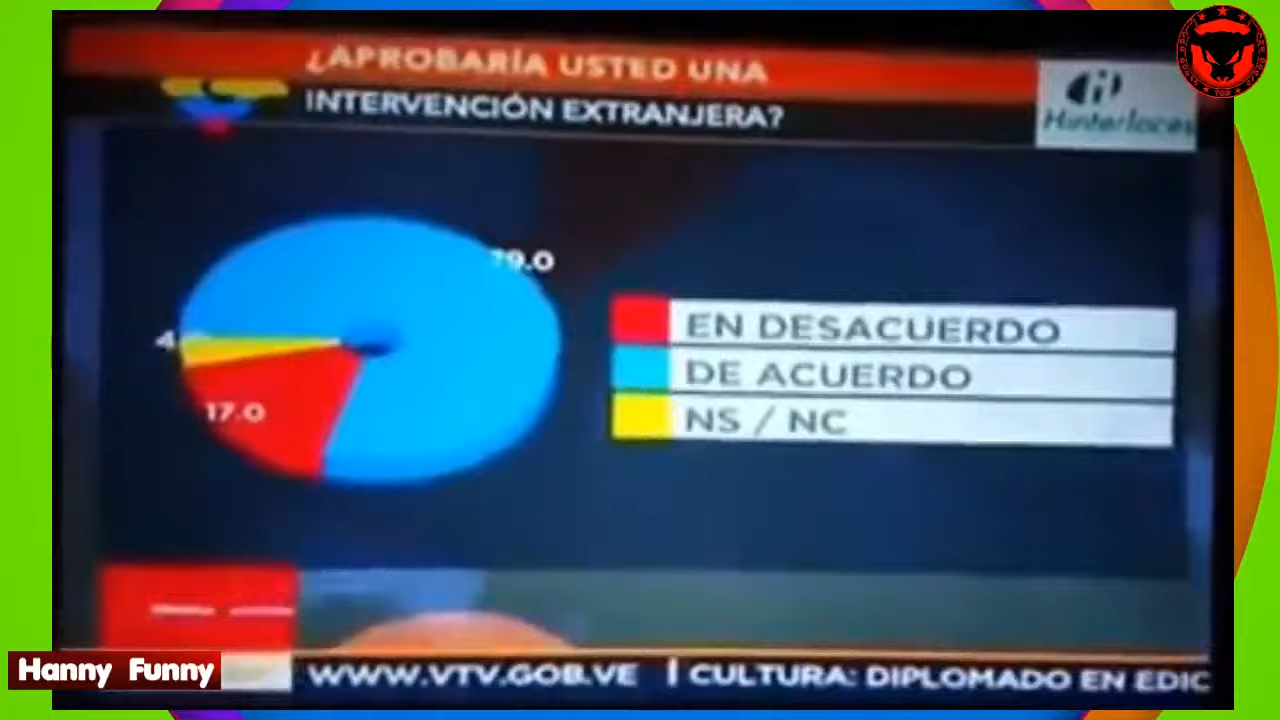 ¿APROBARÍA USTED UNA
INTERVENCIÓN EXTRANJERA?
Hinterlaces
79.0
4
17.0
EN DESACUERDO
DE ACUERDO
NS / NC
WWW.VTV.GOB.VE | CULTURA: DIPLOMADO EN EDIC
Hanny Funny